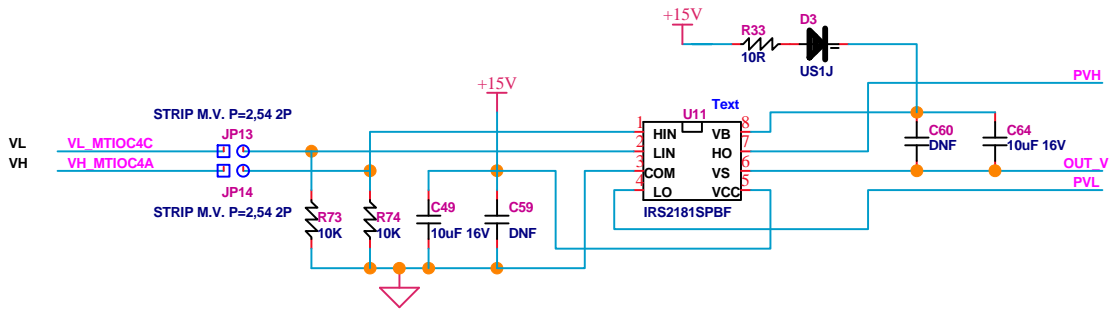 +15V
R33
10R
D3
US1J
PVH
+15V
STRIP M.V. P=2,54 2P
JP13
VL
VL_MTIOC4C
VH
VH_MTIOC4A
JP14
STRIP M.V. P=2,54 2P
R73
10K
R74
10K
C49
10uF 16V
C59
DNF
Text
U11
1
HIN
VB
8
2
LIN
HO
7
3
COM
VS
6
4
LO
VCC
5
IRS2181SPBF
C60
DNF
C64
10uF 16V
OUT_V
PVL